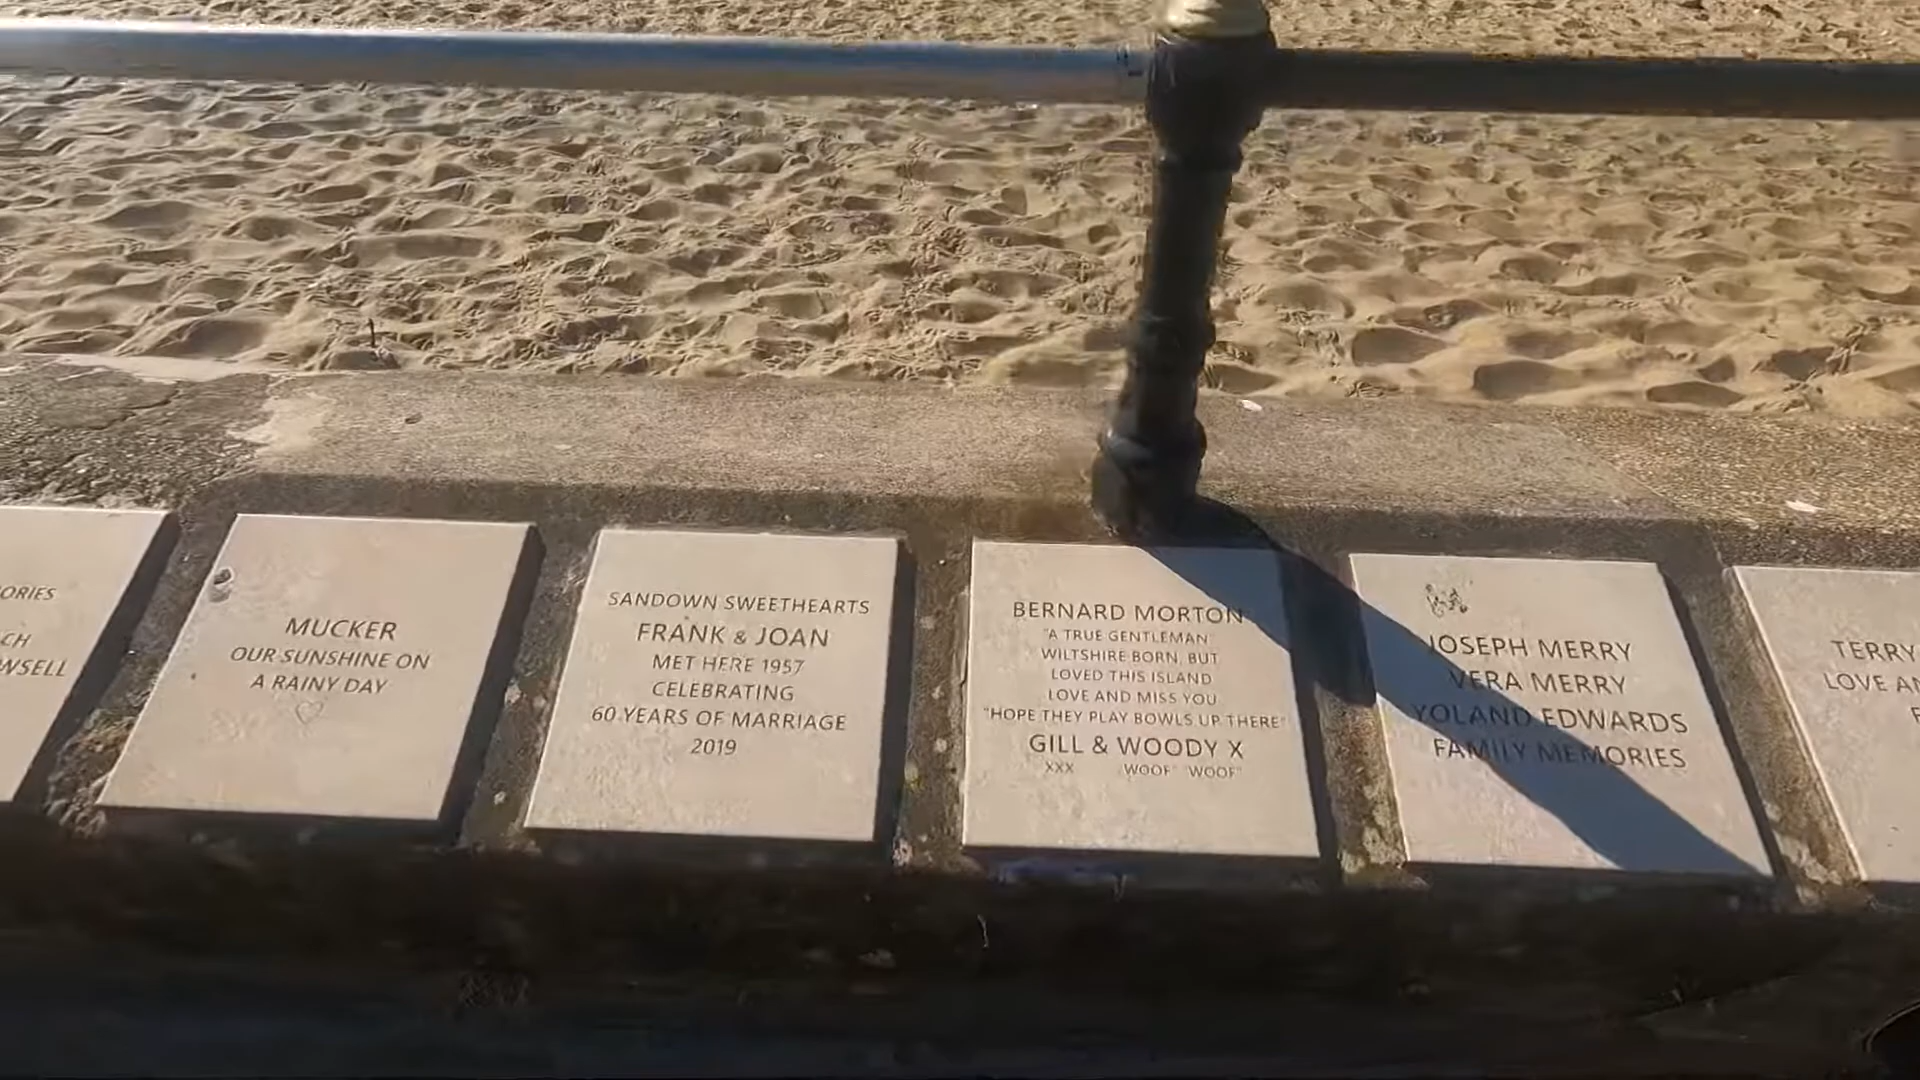 ORIES
CH
WSELL
MUCKER
OUR SUNSHINE ON
A RAINY DAY
SANDOWN SWEETHEARTS
FRANK & JOAN
MET HERE 1957
CELEBRATING
60 YEARS OF MARRIAGE
2019
BERNARD MORTON
"A TRUE GENTLEMAN"
WILTSHIRE BORN, BUT
LOVED THIS ISLAND
LOVE AND MISS YOU
"HOPE THEY PLAY BOWLS UP THERE"
GILL & WOODY X
XXX "WOOF" "WOOF"
JOSEPH MERRY
VERA MERRY
YOLAND EDWARDS
FAMILY MEMORIES
TERRY
LOVE AN
F